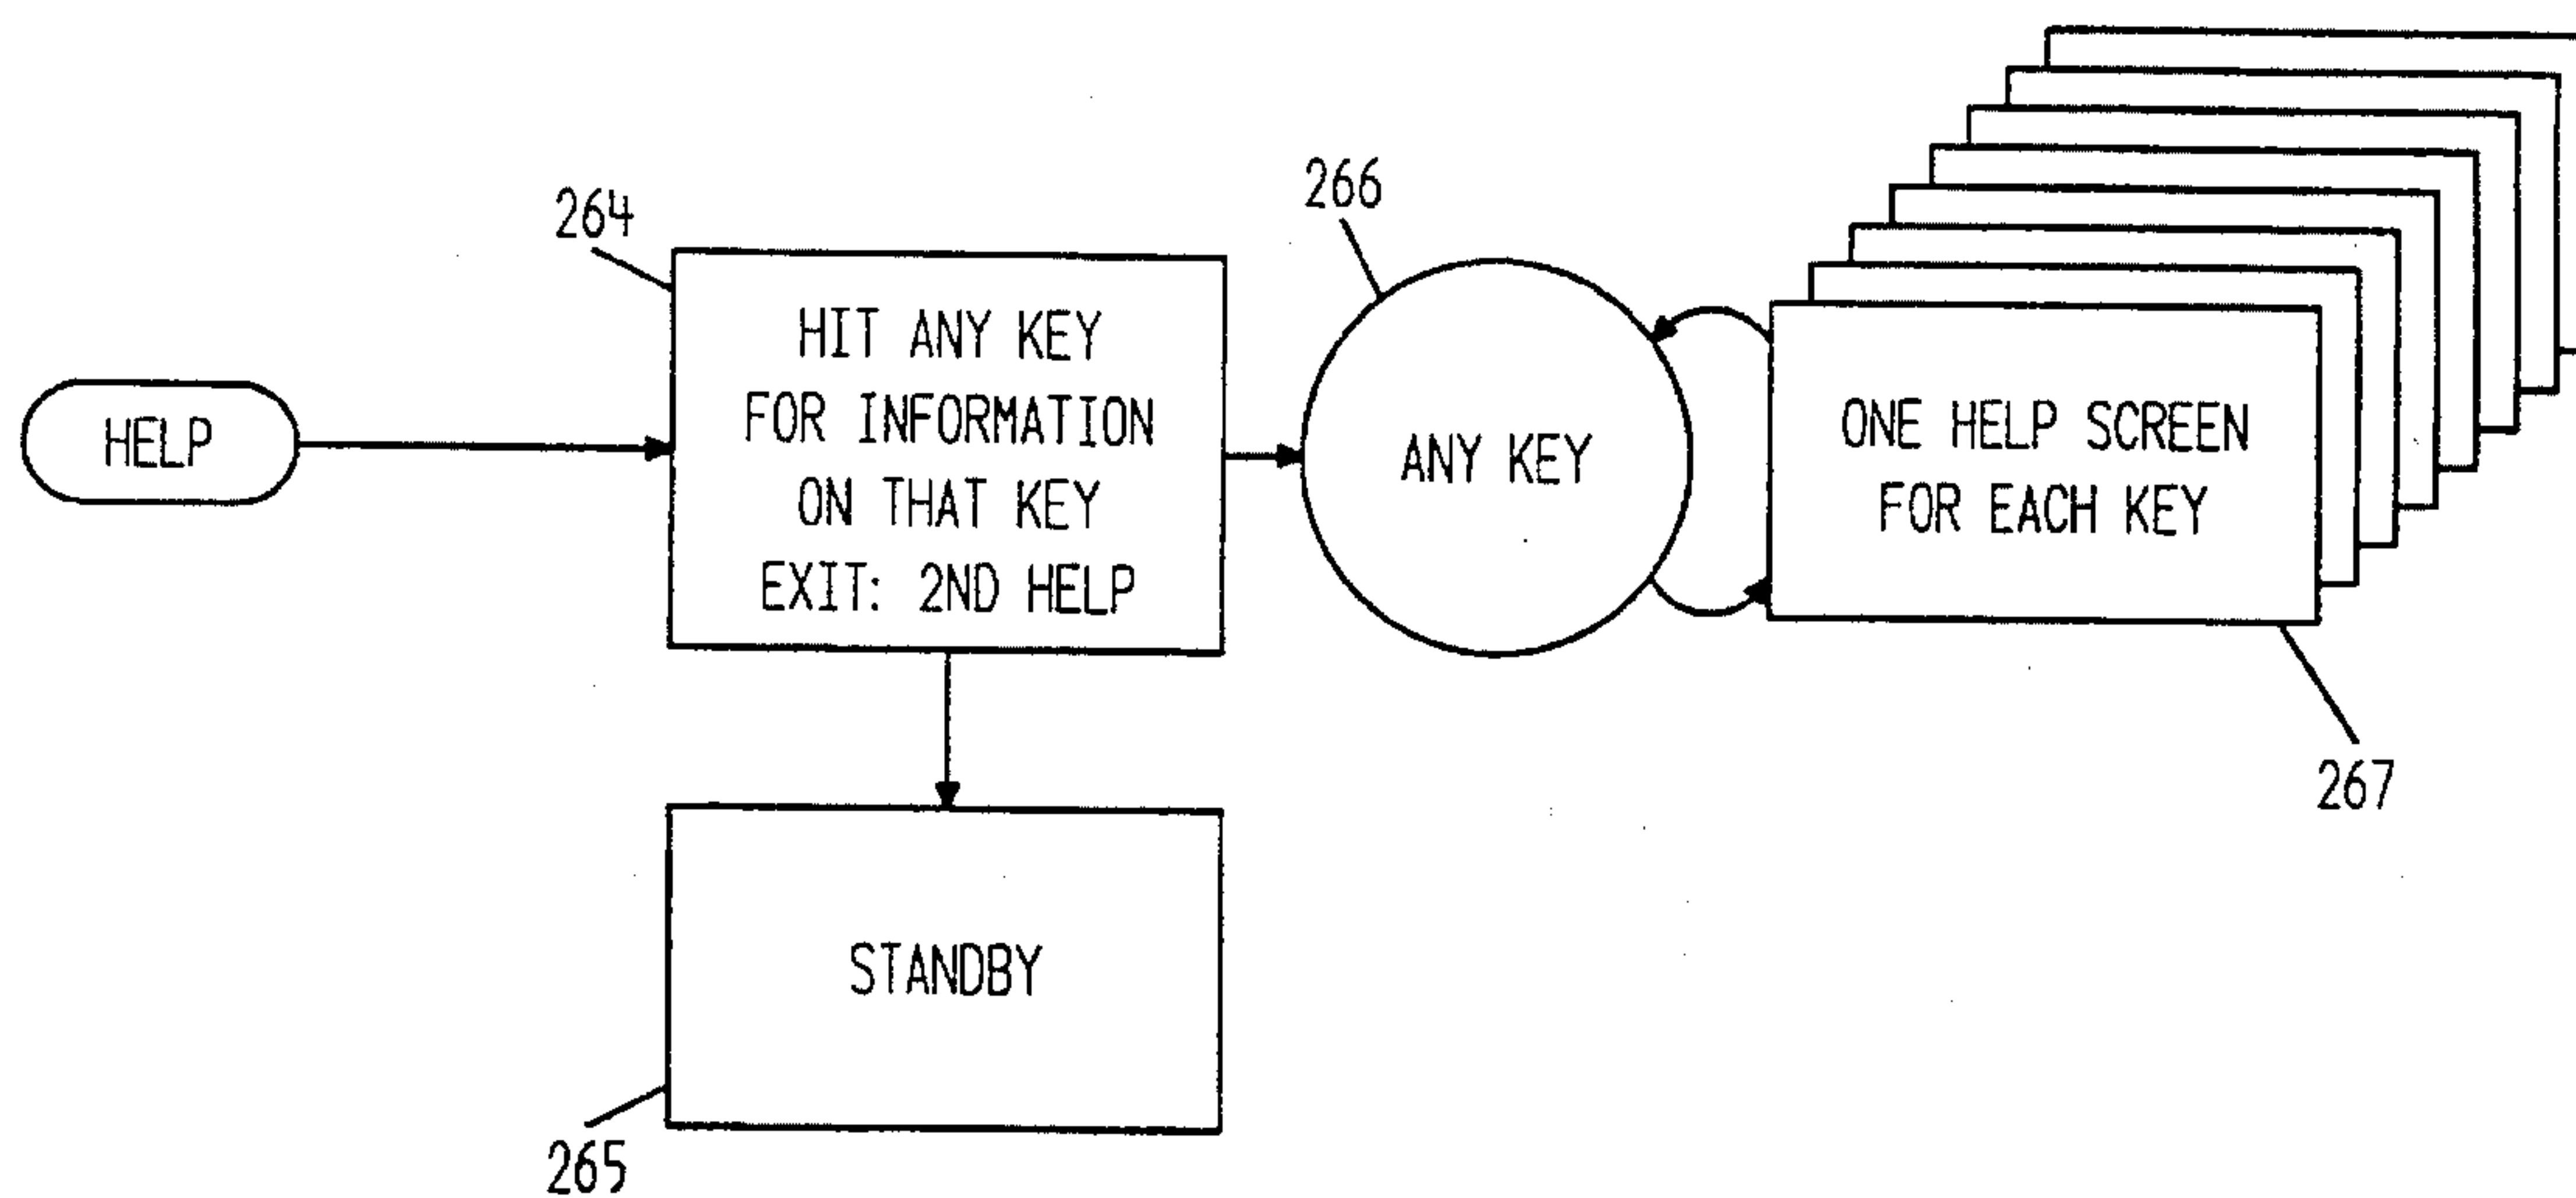 264
266
HELP
HIT ANY KEY
FOR INFORMATION
ON THAT KEY
EXIT: 2ND HELP
ANY KEY
ONE HELP SCREEN
FOR EACH KEY
267
STANDBY
265